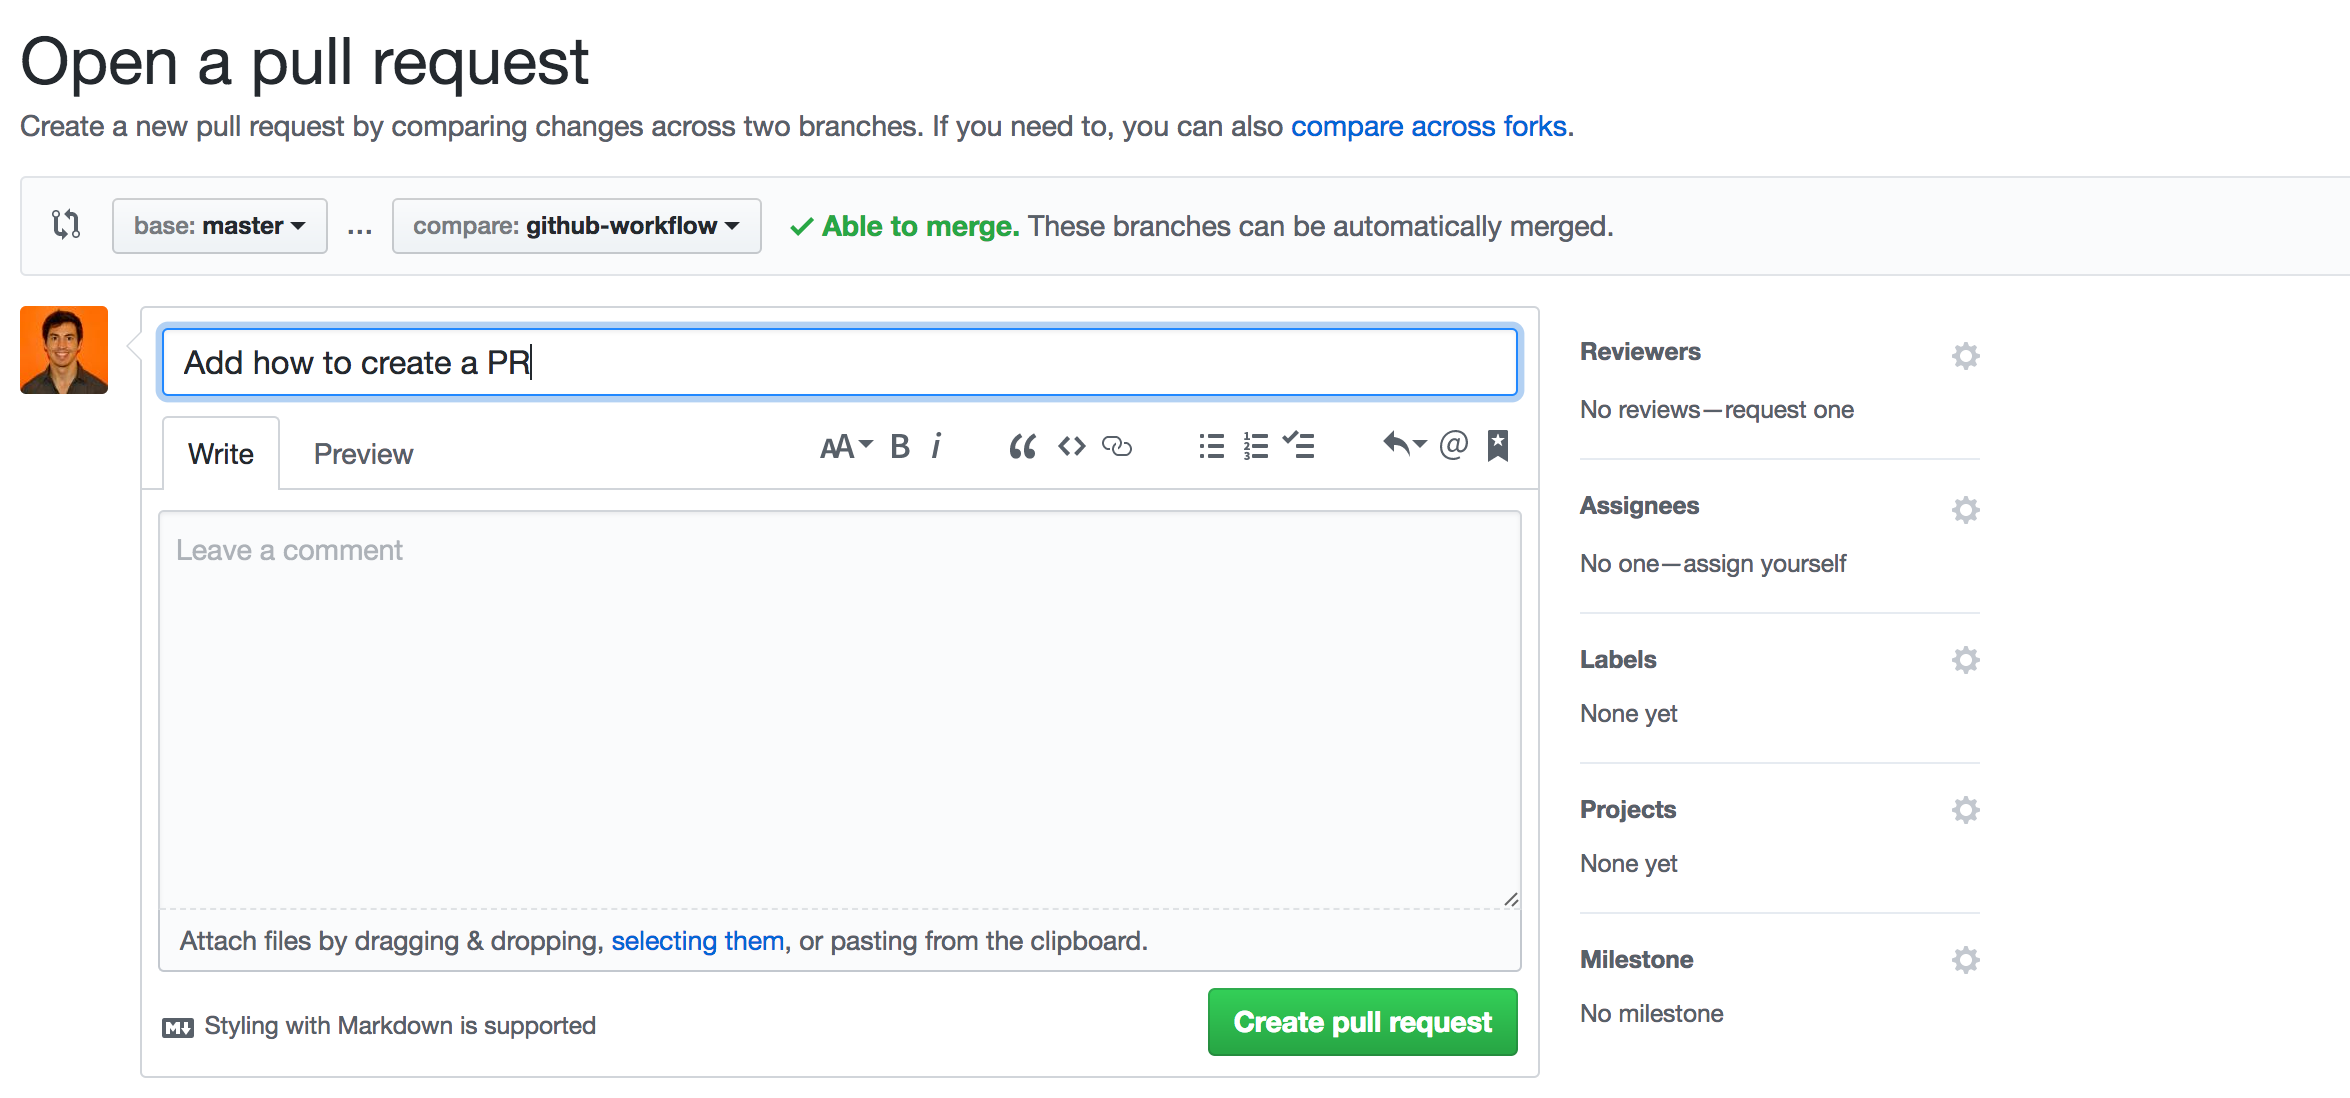 Open a pull request
Create a new pull request by comparing changes across two branches. If you need to, you can also compare across forks.
base: master ... compare: github-workflow Able to merge. These branches can be automatically merged.
Add how to create a PR
Write Preview AA B i “ <> @
Leave a comment
Attach files by dragging & dropping, selecting them, or pasting from the clipboard.
M Styling with Markdown is supported
Create pull request
Reviewers
No reviews—request one
Assignees
No one—assign yourself
Labels
None yet
Projects
None yet
Milestone
No milestone